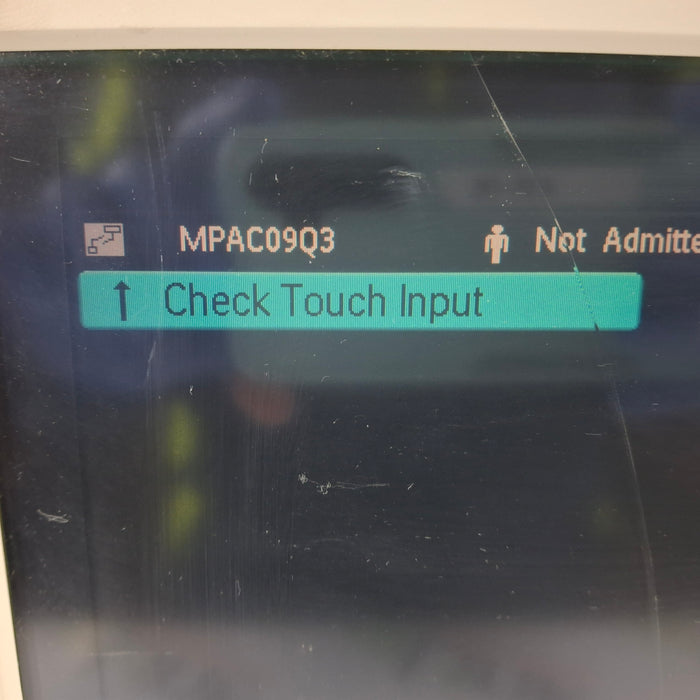 MPAC09Q3 Not Admitte
Check Touch Input